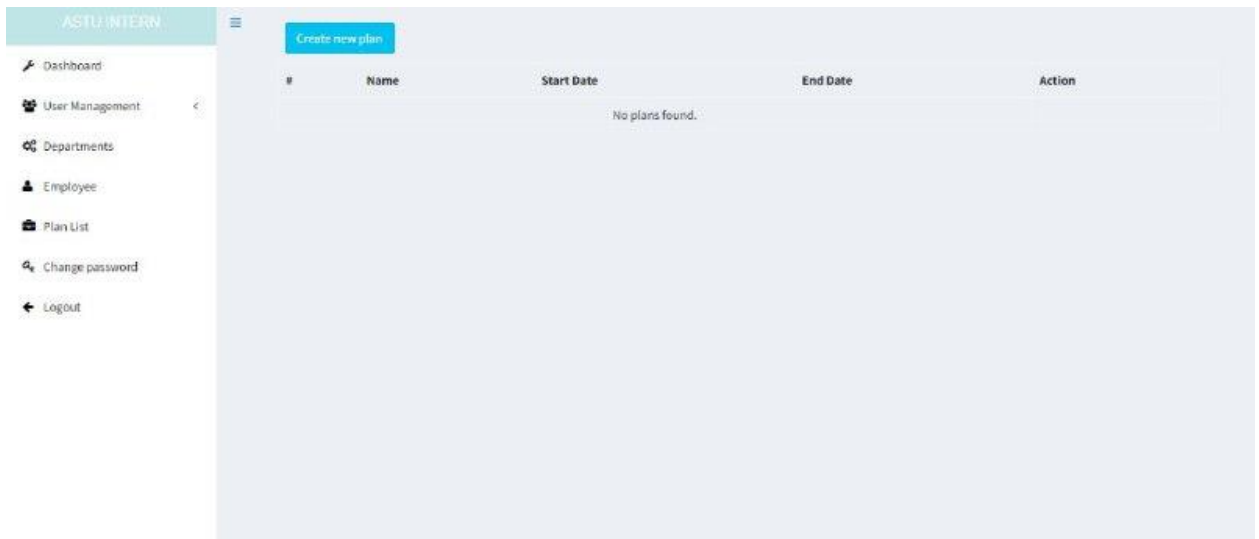 ASTU INTERN
Dashboard
User Management
Departments
Employee
Plan List
Change password
Logout
Create new plan
# Name Start Date End Date Action
No plans found.